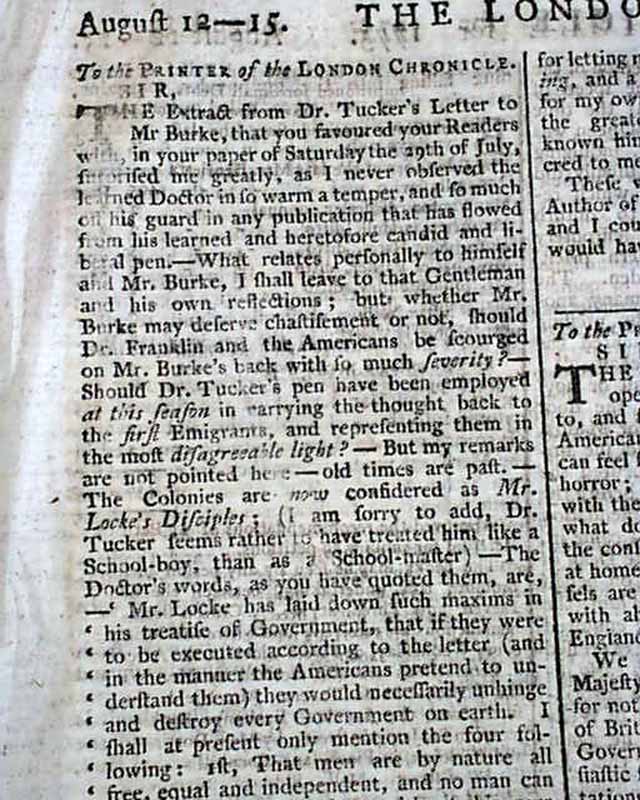 August 12—15. THE LONDO
To the PRINTER of the LONDON CHRONICLE.
SIR,
THE Extract from Dr. Tucker's Letter to
Mr Burke, that you favoured your Readers
with, in your paper of Saturday the 29th of July,
surprised me greatly, as I never obſerved the
learned Doctor in ſo warm a temper, and ſo much
off his guard in any publication that has flowed
from his learned and heretofore candid and li-
beral pen.—What relates perſonally to himſelf
and Mr. Burke, I ſhall leave to that Gentleman
and his own reflections; but whether Mr.
Burke may deſerve chaſtiſement or not, ſhould
Dr. Franklin and the Americans be ſcourged
on Mr. Burke's back with ſo much ſeverity?—
Should Dr. Tucker's pen have been employed
at this ſeaſon in carrying the thought back to
the firſt Emigrants, and repreſenting them in
the moſt diſagreeable light?— But my remarks
are not pointed here—old times are paſt.—
The Colonies are now conſidered as Mr.
Locke's Diſciples; (I am ſorry to add, Dr.
Tucker ſeems rather to have treated him like a
School-boy, than as a School-maſter)—The
Doctor's words, as you have quoted them, are,
—‘ Mr. Locke has laid down ſuch maxims in
‘ his treatiſe of Government, that if they were
‘ to be executed according to the letter (and
‘ in the manner the Americans pretend to un-
‘ derſtand them) they would neceſſarily unhinge
‘ and deſtroy every Government on earth. I
‘ ſhall at preſent only mention the four fol-
‘ lowing: 1ſt, That men are by nature all
‘ free, equal and independent, and no man can
for letting
ing, and a
for my ow
the great
known hi
cred to me
Theſe
Author of
and I cou
would hav
To the PR
SI
THE
ope
to, and
American
can feel
horror;
with the
what d
the cont
at home
ſels are
with al
England
We
Majeſty
for not
of Brit
Govern
ſiaſtic
tation